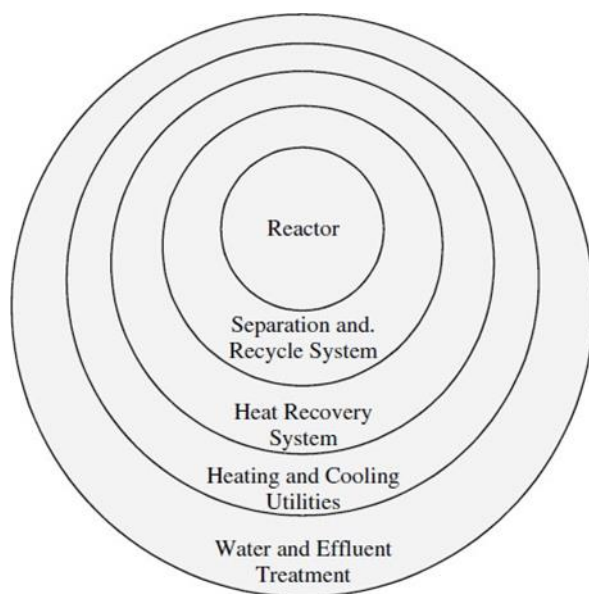 Reactor
Separation and.
Recycle System
Heat Recovery
System
Heating and Cooling
Utilities
Water and Effluent
Treatment